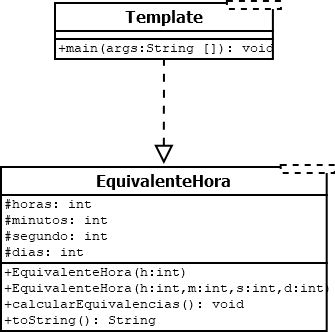 Template
+main(args:String []): void
EquivalenteHora
#horas: int
#minutos: int
#segundo: int
#dias: int
+EquivalenteHora(h:int)
+EquivalenteHora(h:int,m:int,s:int,d:int)
+calcularEquivalencias(): void
+toString(): String